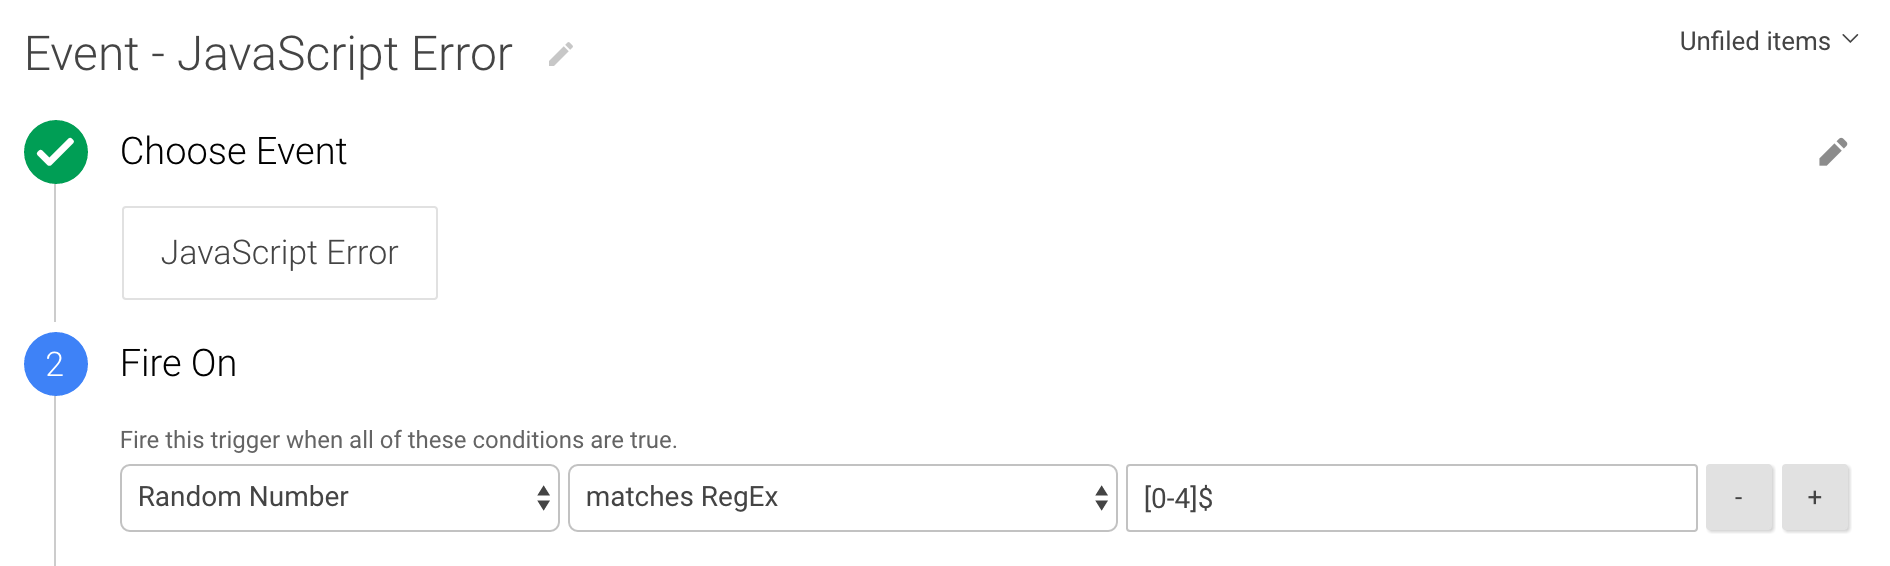 Event - JavaScript Error
Unfiled items
Choose Event
JavaScript Error
2
Fire On
Fire this trigger when all of these conditions are true.
Random Number matches RegEx [0-4]$ - +